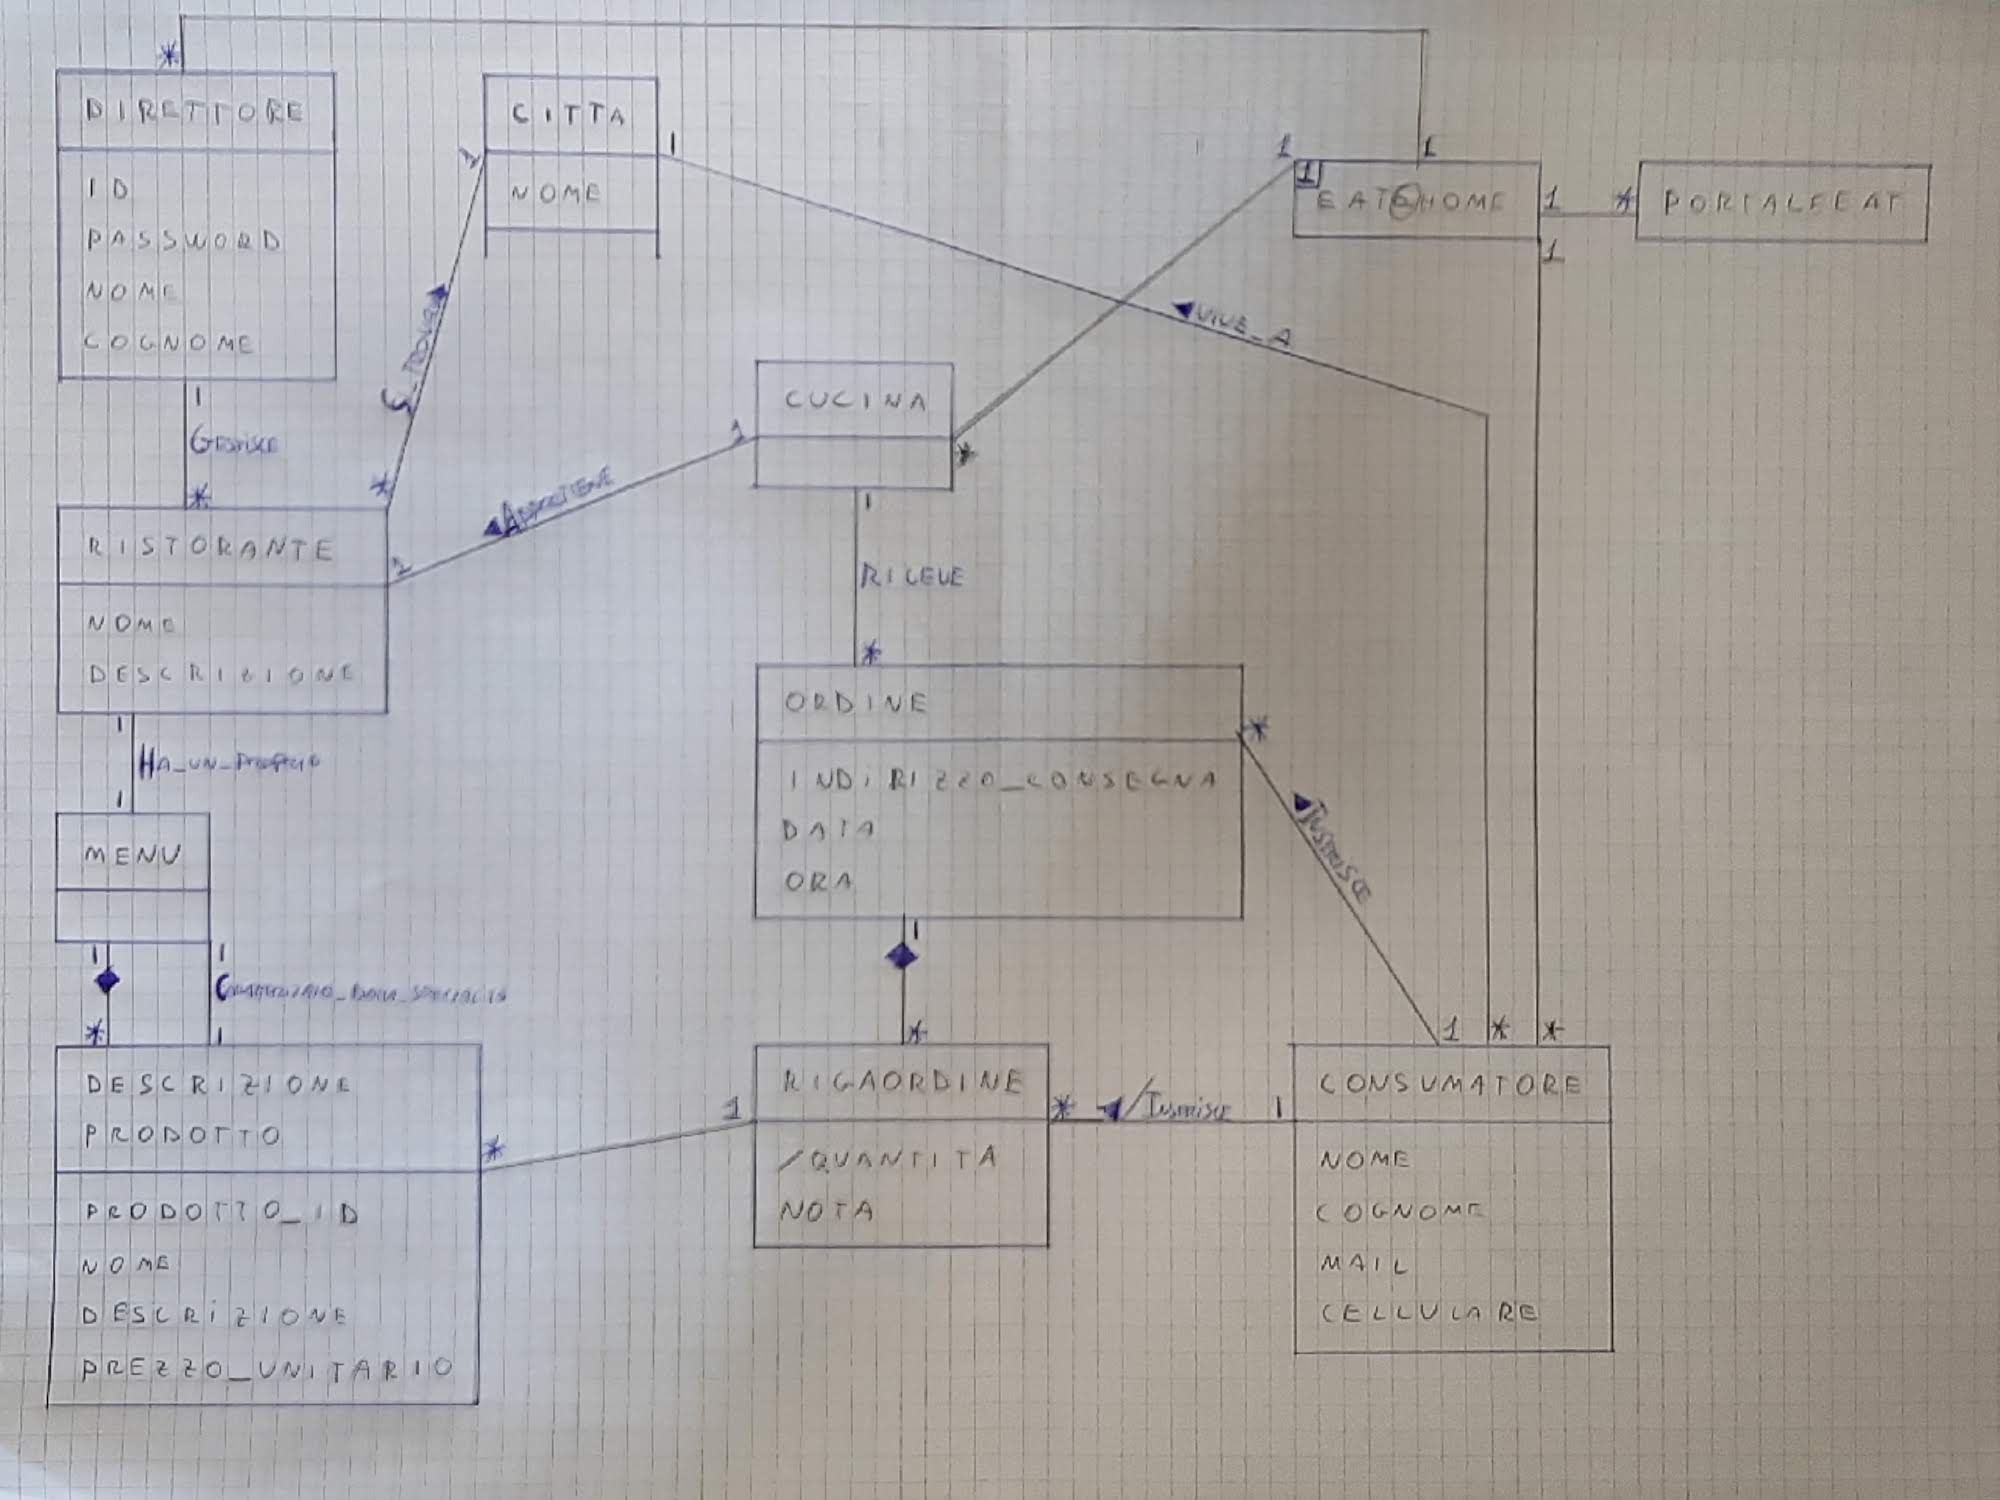 *
DIRETTORE
ID
PASSWORD
NOME
COGNOME
1
GESTISCE
*
CITTA
NOME
1
1
*
VIVE_A
1
1
1
EAT@HOME
1
*
PORTALEEAT
1
CUCINA
1
*
APPARTIENE
1
1
RICEVE
*
RISTORANTE
NOME
DESCRIZIONE
1
HA_UN_PROPRIO
1
MENU
1
1
*
1
ORDINE
INDIRIZZO_CONSEGNA
DATA
ORA
*
INSERISCE
1
*
*
1
*
DESCRIZIONE
PRODOTTO
PRODOTTO_ID
NOME
DESCRIZIONE
PREZZO_UNITARIO
*
1
RIGAORDINE
/QUANTITA
NOTA
*
/INSERISCE
1
CONSUMATORE
NOME
COGNOME
MAIL
CELLULARE